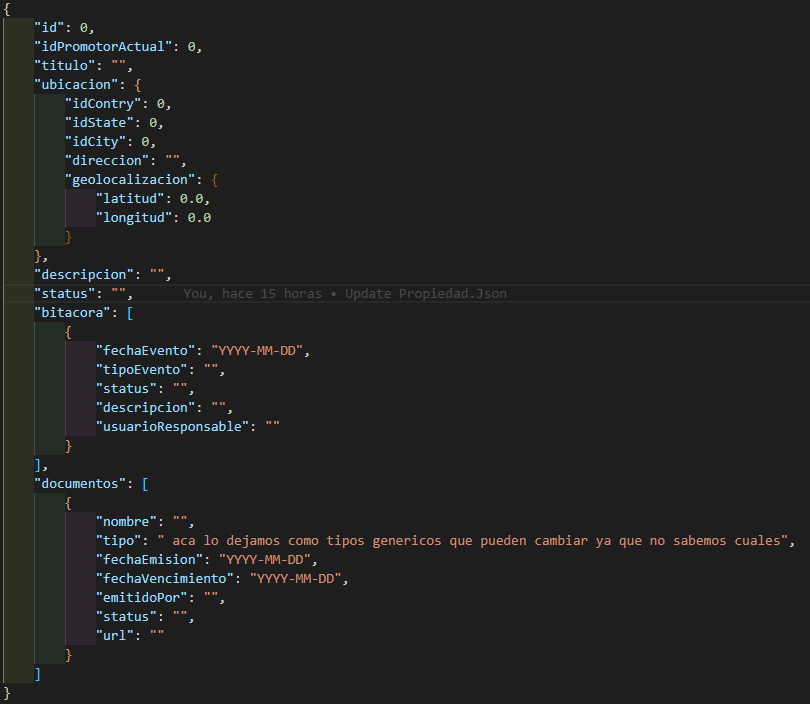 {
"id": 0,
"idPromotorActual": 0,
"titulo": "",
"ubicacion": {
"idContry": 0,
"idState": 0,
"idCity": 0,
"direccion": "",
"geolocalizacion": {
"latitud": 0.0,
"longitud": 0.0
}
},
"descripcion": "",
"status": "", You, hace 15 horas • Update Propiedad.Json
"bitacora": [
{
"fechaEvento": "YYYY-MM-DD",
"tipoEvento": "",
"status": "",
"descripcion": "",
"usuarioResponsable": ""
}
],
"documentos": [
{
"nombre": "",
"tipo": " aca lo dejamos como tipos genericos que pueden cambiar ya que no sabemos cuales",
"fechaEmision": "YYYY-MM-DD",
"fechaVencimiento": "YYYY-MM-DD",
"emitidoPor": "",
"status": "",
"url": ""
}
]
}